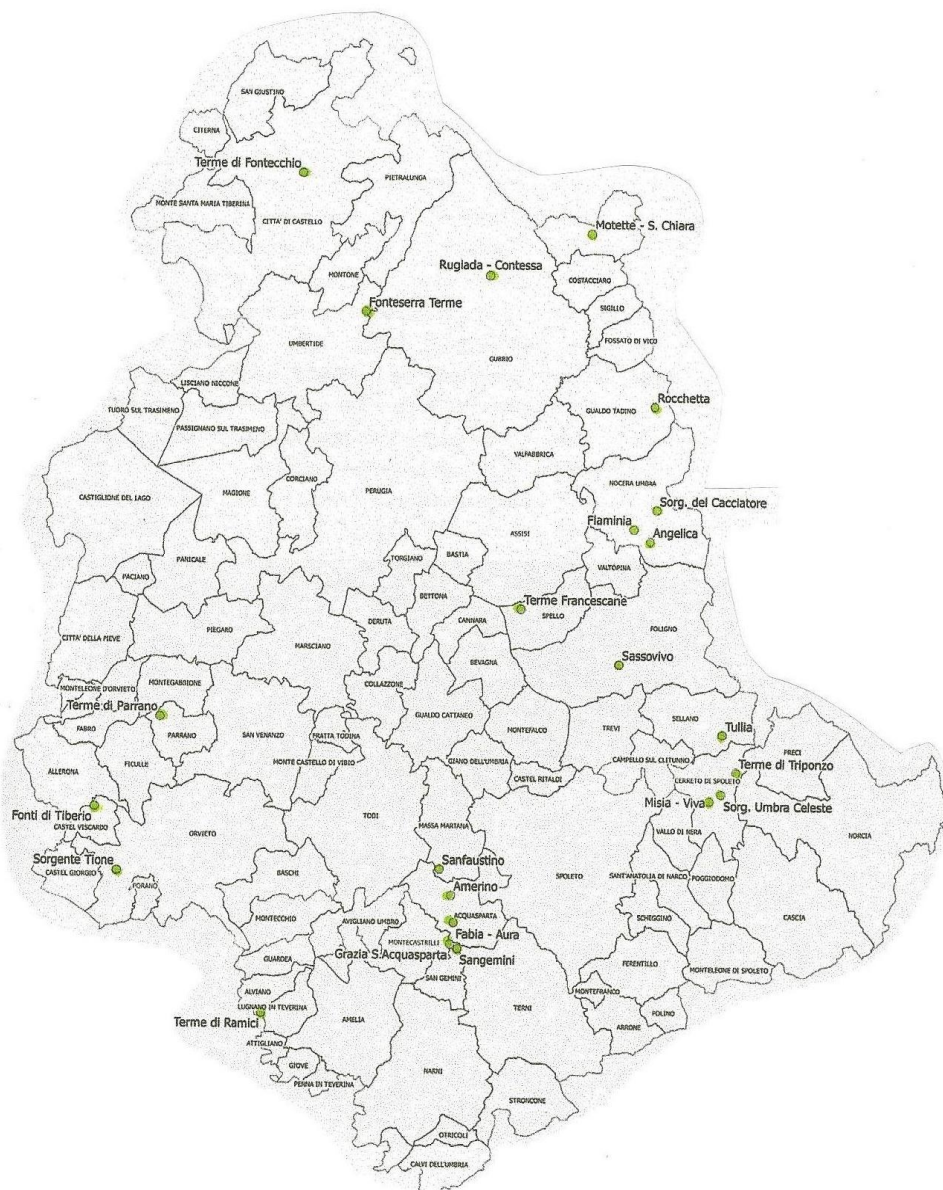 SAN GIUSTINO
CITERNA
Terme di Fontecchio
PIETRALUNGA
MONTE SANTA MARIA TIBERINA
CITTA' DI CASTELLO
Motette - S. Chiara
MONTONE
Rugiada - Contessa
COSTACCIARO
Fonteserra Terme
SIGILLO
UMBERTIDE
FOSSATO DI VICO
GUBBIO
LISCIANO NICCONE
Rocchetta
TUORO SUL TRASIMENO
GUALDO TADINO
PASSIGNANO SUL TRASIMENO
VALFABBRICA
CORCIANO
MAGIONE
PERUGIA
NOCERA UMBRA
CASTIGLIONE DEL LAGO
Sorg. del Cacciatore
Flaminia
Angelica
ASSISI
TORGIANO
BASTIA
PANICALE
VALTOPINA
PACIANO
BETTONA
Terme Francescane
SPELLO
DERUTA
CANNARA
PIEGARO
FOLIGNO
CITTA' DELLA PIEVE
MARSCIANO
BEVAGNA
Sassovivo
MONTEGABBIONE
COLLAZZONE
MONTELEONE D'ORVIETO
Terme di Parrano
GUALDO CATTANEO
SELLANO
FABRO
PARRANO
SAN VENANZO
FRATTA TODINA
MONTEFALCO
TREVI
Tullia
PRECI
MONTE CASTELLO DI VIBIO
GIANO DELL'UMBRIA
CAMPELLO SUL CLITUNNO
FICULLE
Terme di Triponzo
ALLERONA
CASTEL RITALDI
CERRETO DI SPOLETO
Misia - Viva
Sorg. Umbra Celeste
Fonti di Tiberio
CASTEL VISCARDO
TODI
MASSA MARTANA
ORVIETO
VALLO DI NERA
NORCIA
Sorgente Tione
Sanfaustino
CASTEL GIORGIO
BASCHI
SPOLETO
SANT'ANATOLIA DI NARCO
POGGIODOMO
PORANO
Amerino
MONTECCHIO
AVIGLIANO UMBRO
ACQUASPARTA
SCHEGGINO
CASCIA
Fabia - Aura
MONTECASTRILLI
GUARDEA
Grazia S.Acquasparta
Sangemini
FERENTILLO
MONTELEONE DI SPOLETO
SAN GEMINI
ALVIANO
MONTEFRANCO
LUGNANO IN TEVERINA
TERNI
POLINO
Terme di Ramici
AMELIA
ARRONE
ATTIGLIANO
GIOVE
NARNI
PENNA IN TEVERINA
STRONCONE
OTRICOLI
CALVI DELL'UMBRIA